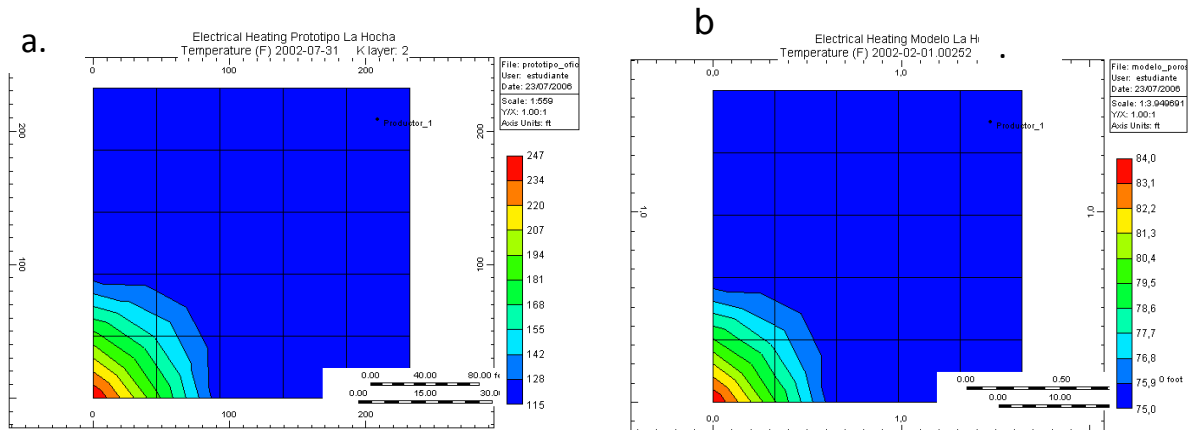 a.
Electrical Heating Prototipo La Hocha
Temperature (F) 2002-07-31 K layer: 2
0 100 200
File: prototipo_ofic
User: estudiante
Date: 23/07/2006
Scale: 1:559
Y/X: 1.00:1
Axis Units: ft
200
200
Productor_1
100
100
247
234
220
207
194
181
168
155
142
128
115
0.00 40.00 80.00 fe
0.00 15.00 30.
0 100 200
b
Electrical Heating Modelo La H
Temperature (F) 2002-02-01.00252
0,0 1,0
File: modelo_poros
User: estudiante
Date: 23/07/2006
Scale: 1:3.949691
Y/X: 1.00:1
Axis Units: ft
Productor_1
1,0
1,0
84,0
83,1
82,2
81,3
80,4
79,5
78,6
77,7
76,8
75,9
75,0
0 foot
0.00 0.50
0.00 10.00
0,0 1,0